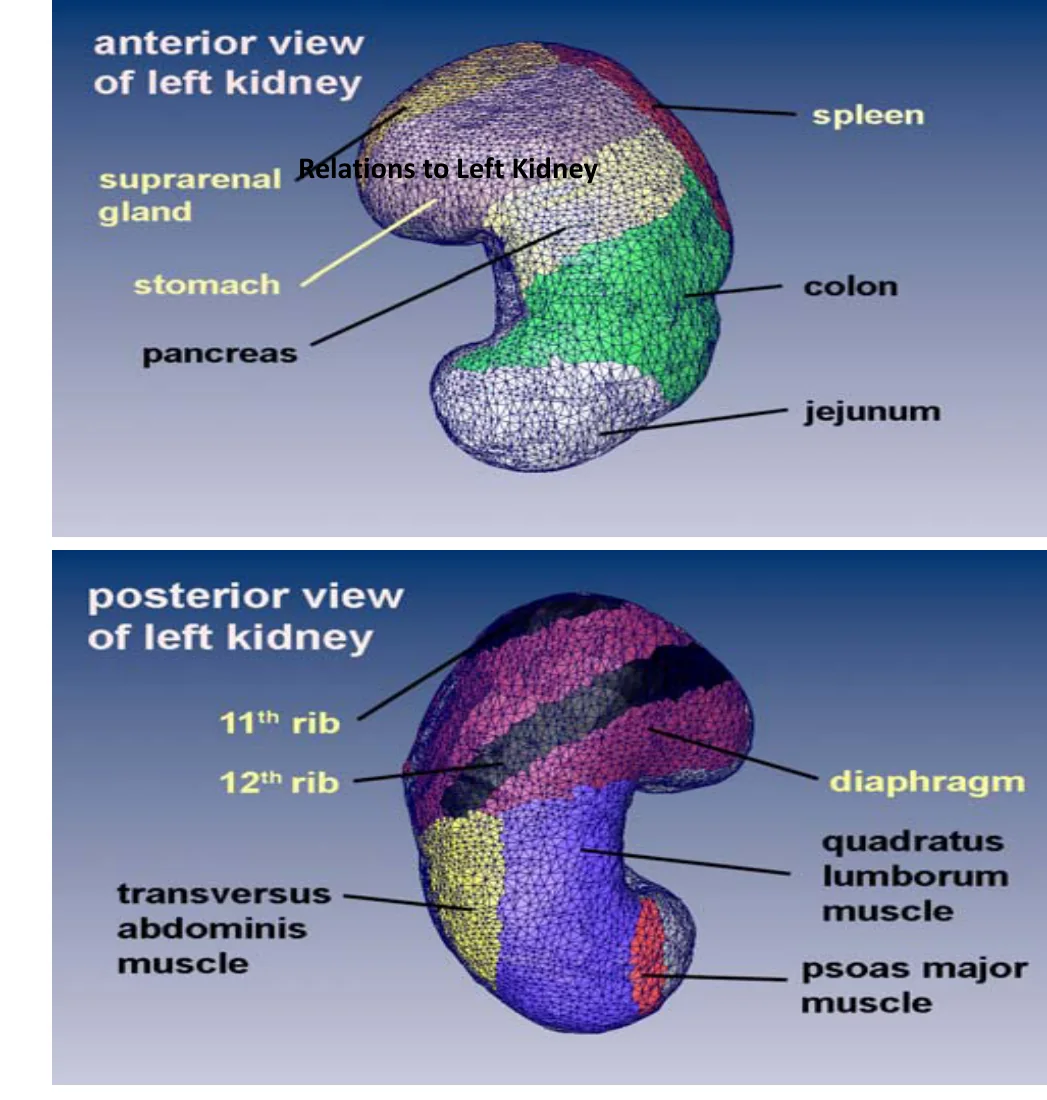 anterior view
of left kidney
spleen
Relations to Left Kidney
suprarenal
gland
stomach
colon
pancreas
jejunum
posterior view
of left kidney
11th rib
12th rib
diaphragm
quadratus
lumborum
muscle
transversus
abdominis
muscle
psoas major
muscle